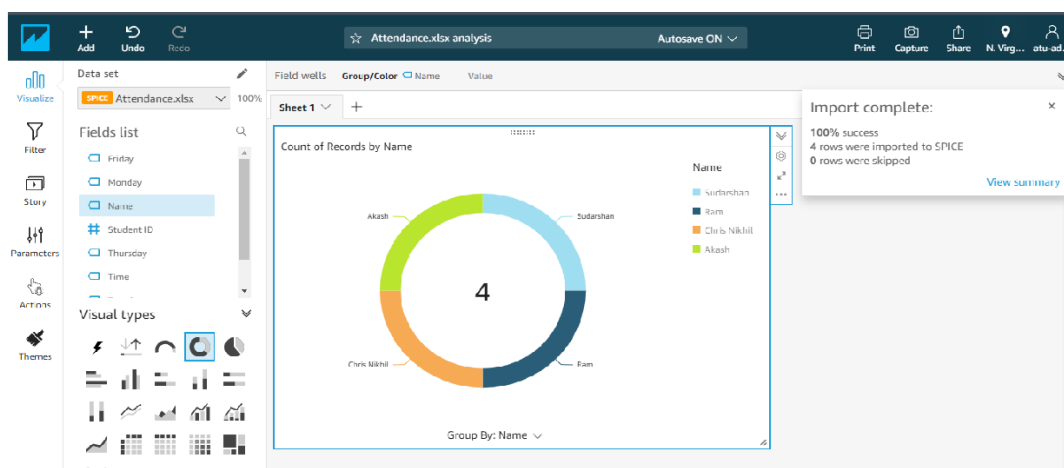 Add
Undo
Redo
Attendance.xlsx analysis
Autosave ON
Print
Capture
Share
N. Virg...
atu-ad.
Visualize
Filter
Story
Parameters
Actions
Themes
Data set
SPICE Attendance.xlsx
100%
Fields list
Friday
Monday
Name
Student ID
Thursday
Time
Visual types
Field wells Group/Color Name Value
Sheet 1
Count of Records by Name
Akash
Sudarshan
4
Chris Nikhil
Ram
Group By: Name
Name
Sudarshan
Ram
Chris Nikhil
Akash
Import complete:
100% success
4 rows were imported to SPICE
0 rows were skipped
View summary